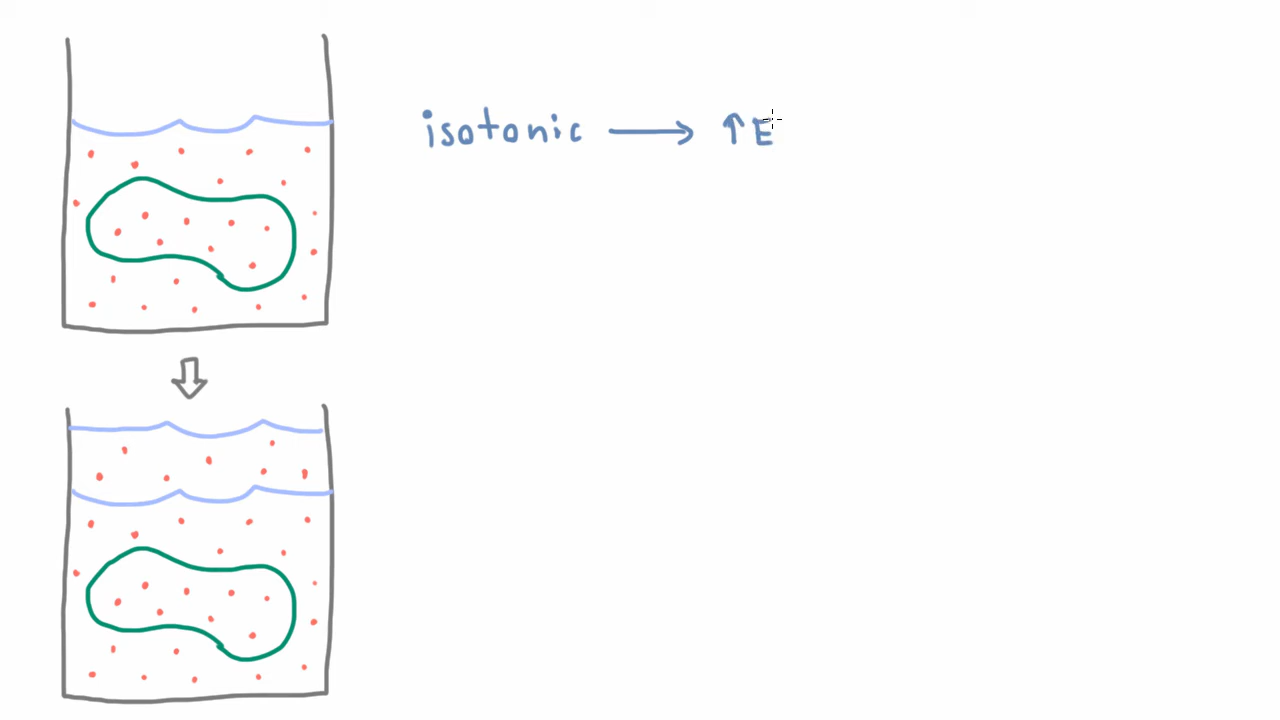 isotonic ⟶ ↑ E